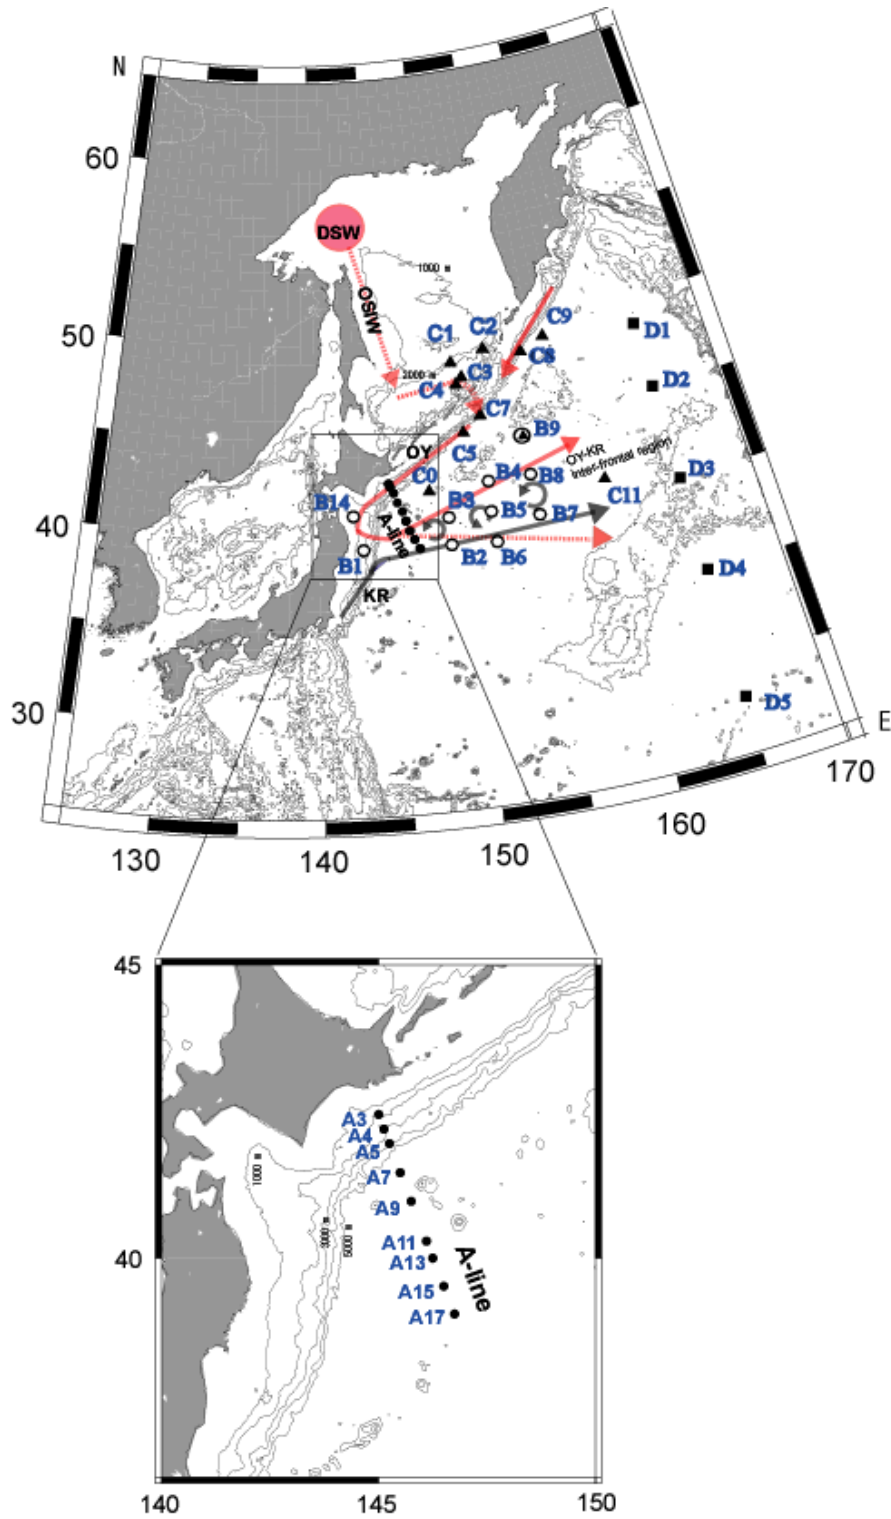 N
60
DSW
1000 m
OSIW
50
C1
C2
C9
D1
C8
2000 m
C3
C4
D2
C7
OY
C5
B9
OY-KR
Inter-frontal region
B4
B8
D3
C0
C11
B14
B3
B5
B7
40
A-line
B1
B2
B6
D4
KR
30
D5
E
170
160
150
140
130
45
A3
A4
A5
1000 m
A7
A9
3000 m
5000 m
A11
40
A13
A-line
A15
A17
140
145
150